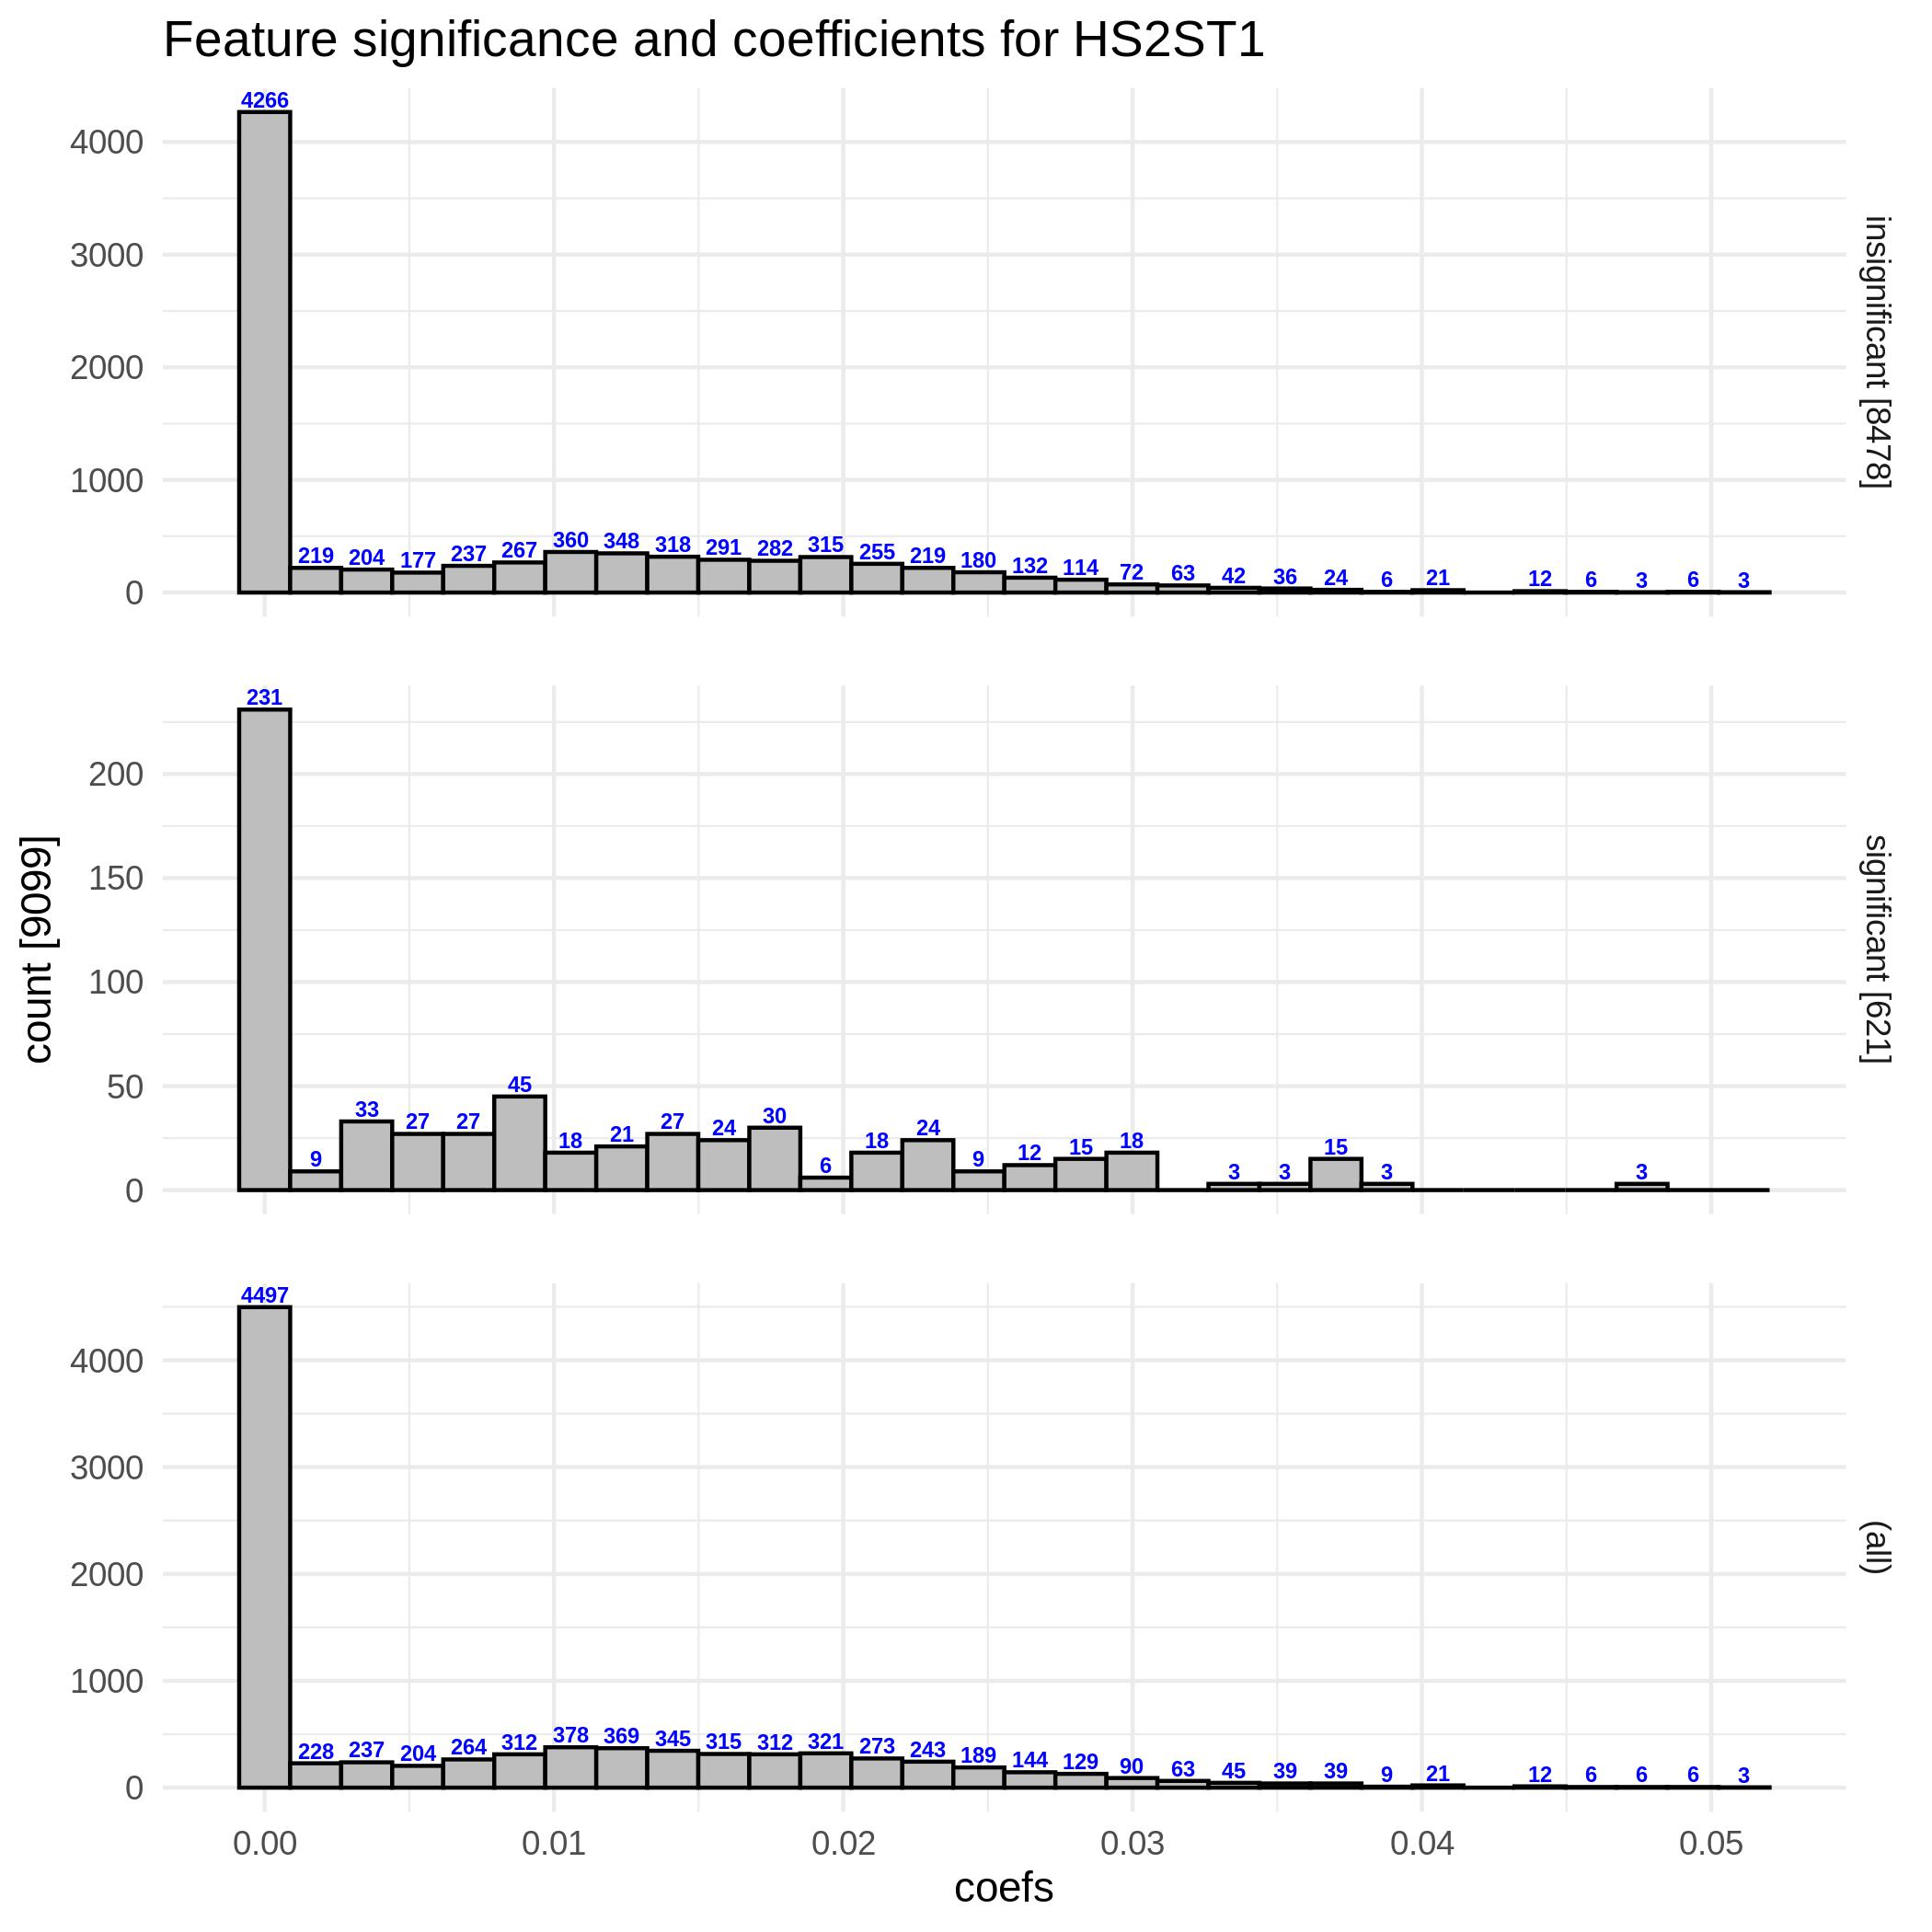 Feature significance and coefficients for HS2ST1
4266
4000
3000
2000
1000
0
219 204 177 237 267 360 348 318 291 282 315 255 219 180 132 114 72 63 42 36 24 6 21 12 6 3 6 3
insignificant [8478]
count [9099]
231
200
150
100
50
0
9 33 27 27 45 18 21 27 24 30 6 18 24 9 12 15 18 3 3 15 3 3
significant [621]
4497
4000
3000
2000
1000
0
228 237 204 264 312 378 369 345 315 312 321 273 243 189 144 129 90 63 45 39 39 9 21 12 6 6 6 3
(all)
0.00 0.01 0.02 0.03 0.04 0.05
coefs